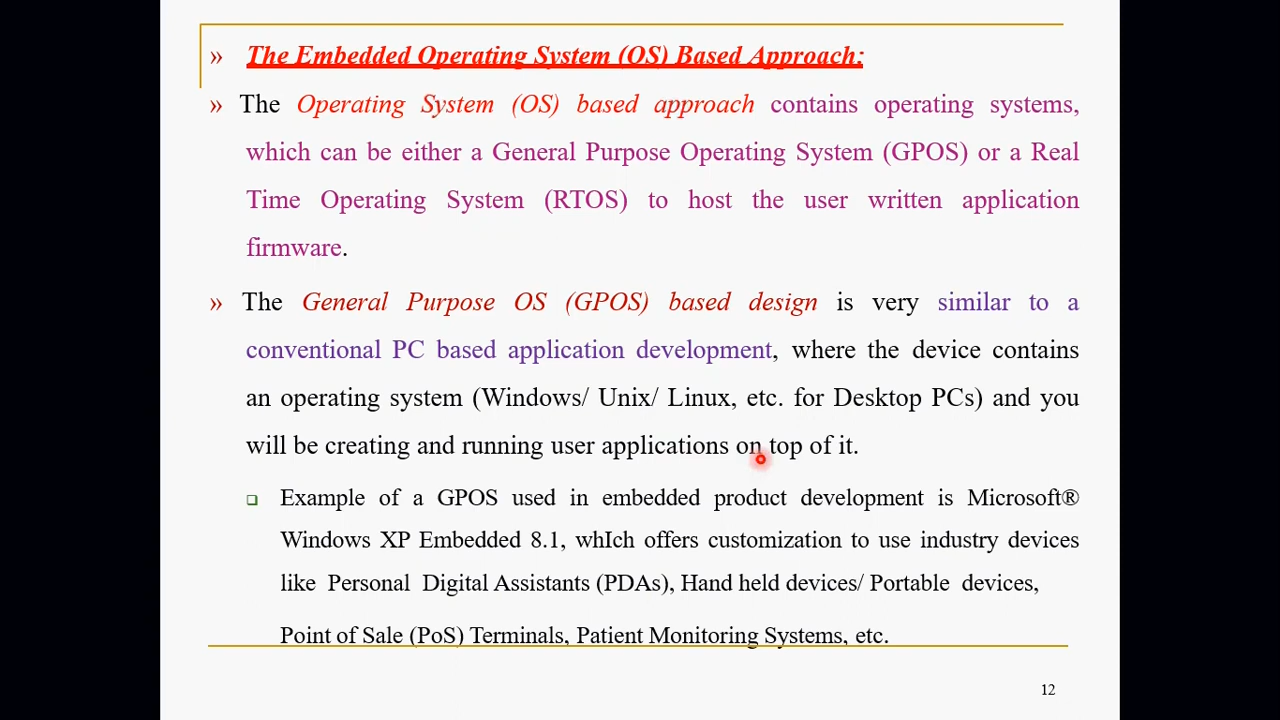 » The Embedded Operating System (OS) Based Approach:
» The Operating System (OS) based approach contains operating systems,
which can be either a General Purpose Operating System (GPOS) or a Real
Time Operating System (RTOS) to host the user written application
firmware.
» The General Purpose OS (GPOS) based design is very similar to a
conventional PC based application development, where the device contains
an operating system (Windows/ Unix/ Linux, etc. for Desktop PCs) and you
will be creating and running user applications on top of it.
Example of a GPOS used in embedded product development is Microsoft®
Windows XP Embedded 8.1, whIch offers customization to use industry devices
like Personal Digital Assistants (PDAs), Hand held devices/ Portable devices,
Point of Sale (PoS) Terminals, Patient Monitoring Systems, etc.
12